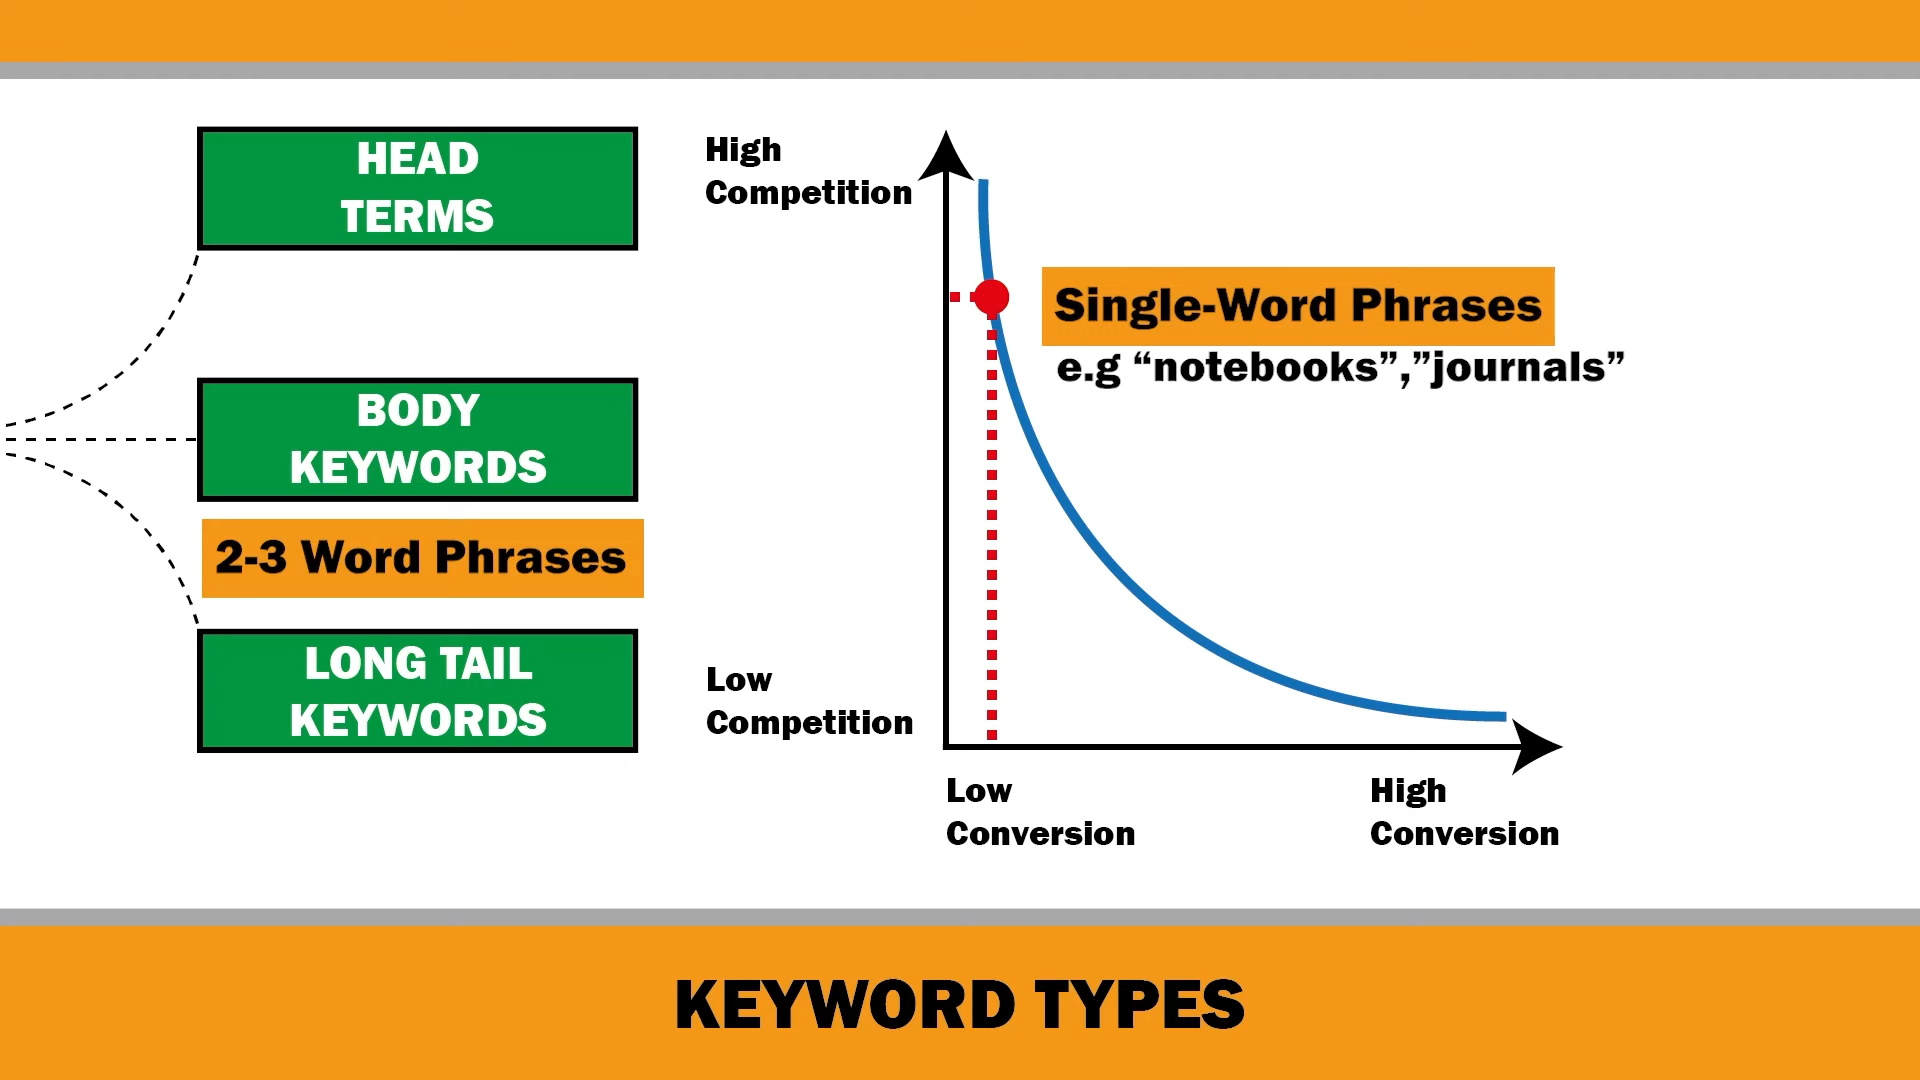 HEAD
TERMS
BODY
KEYWORDS
2-3 Word Phrases
LONG TAIL
KEYWORDS
High
Competition
Single-Word Phrases
e.g “notebooks”,”journals”
Low
Competition
Low
Conversion
High
Conversion
KEYWORD TYPES